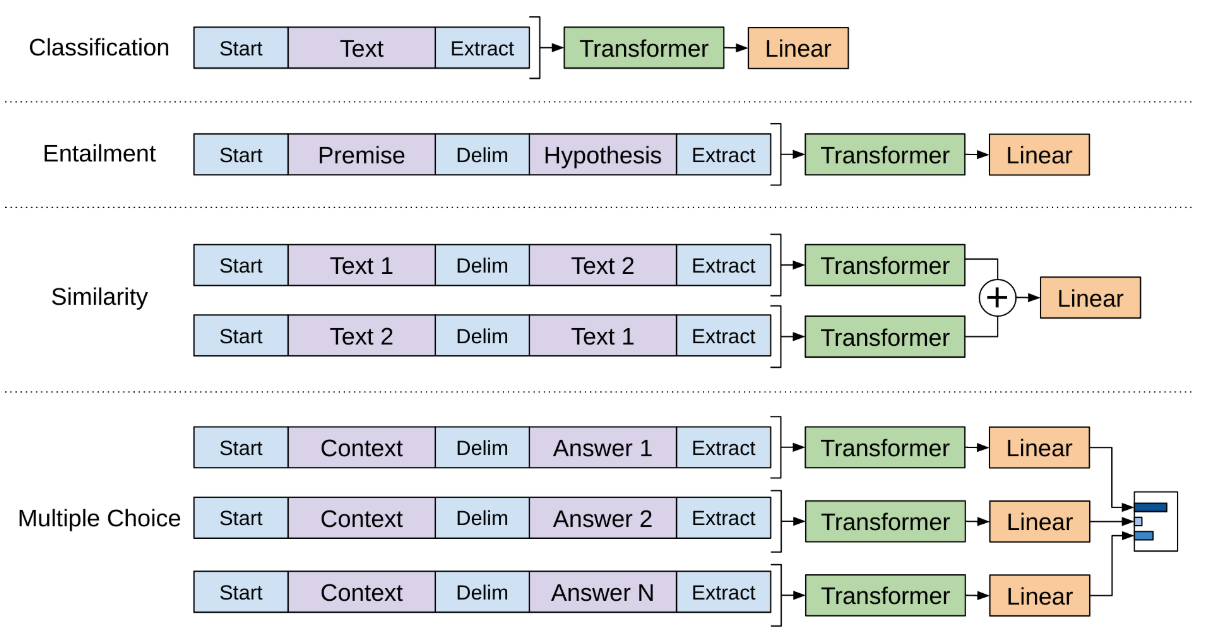 Classification Start Text Extract Transformer Linear
Entailment Start Premise Delim Hypothesis Extract Transformer Linear
Start Text 1 Delim Text 2 Extract Transformer
Similarity + Linear
Start Text 2 Delim Text 1 Extract Transformer
Start Context Delim Answer 1 Extract Transformer Linear
Multiple Choice Start Context Delim Answer 2 Extract Transformer Linear
Start Context Delim Answer N Extract Transformer Linear